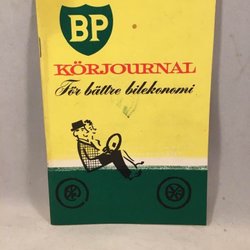 BP
KÖRJOURNAL
För bättre bilekonomi